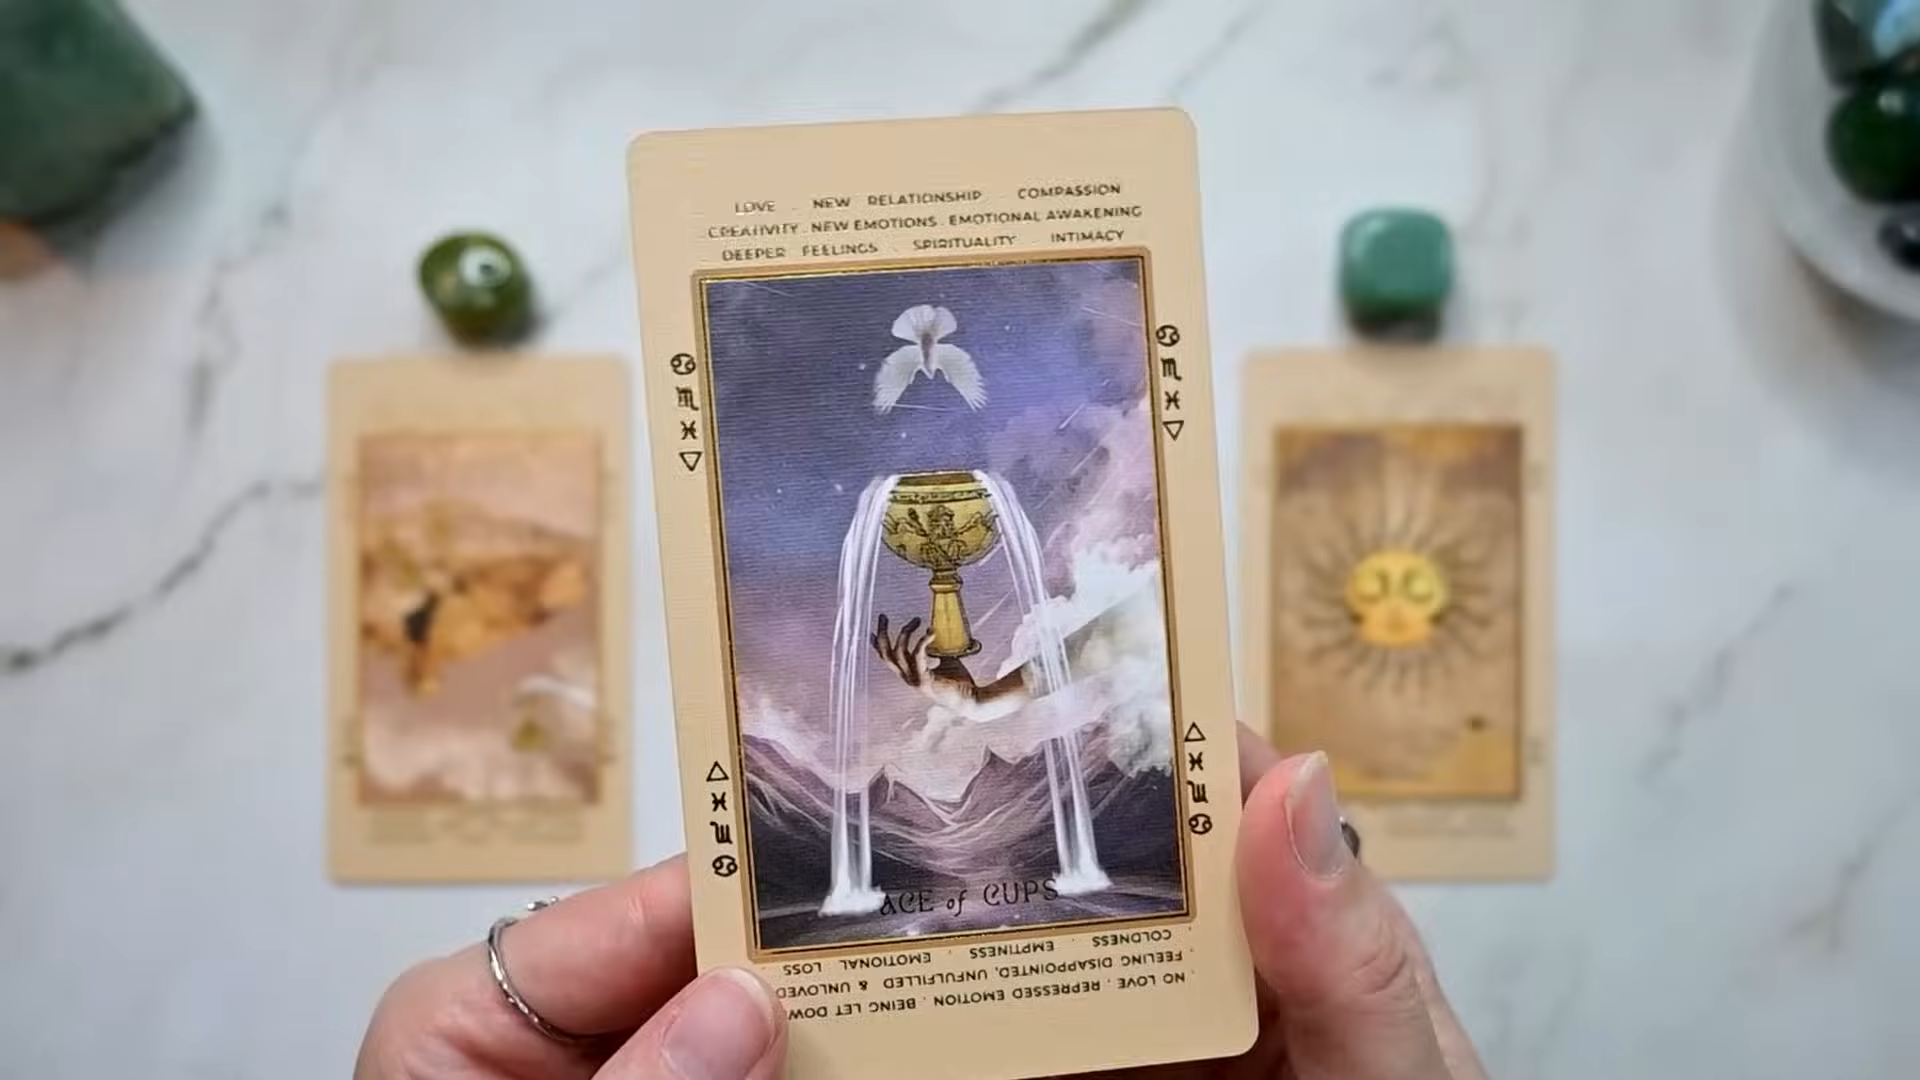 LOVE . NEW RELATIONSHIP . COMPASSION
CREATIVITY . NEW EMOTIONS . EMOTIONAL AWAKENING
DEEPER FEELINGS . SPIRITUALITY . INTIMACY
ACE of CUPS
NO LOVE . REPRESSED EMOTION . BEING LET DOW
FEELING DISAPPOINTED, UNFULFILLED & UNLOVED
COLDNESS . EMPTINESS . EMOTIONAL LOSS